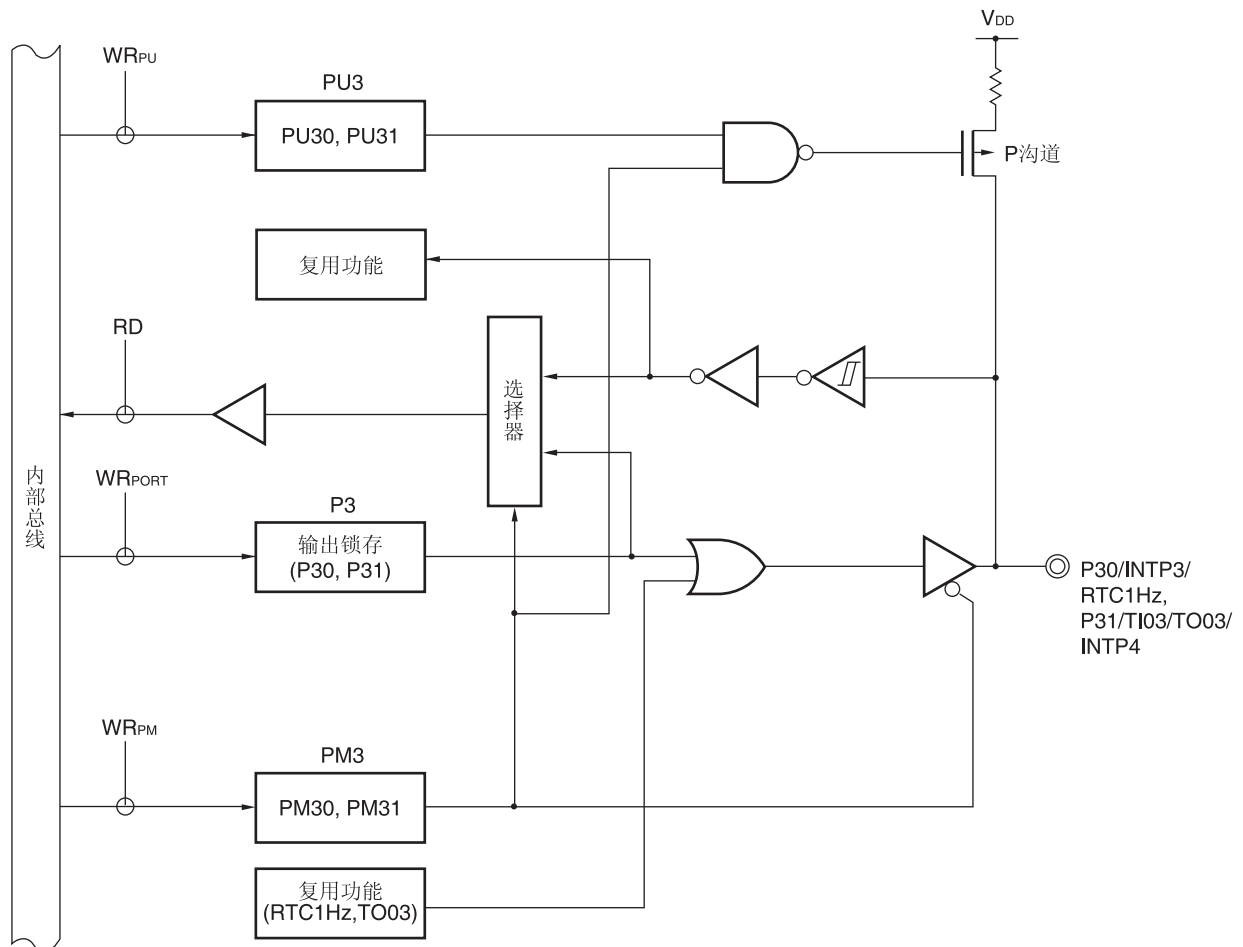 VDD
WRPU
PU3
PU30, PU31
P沟道
复用功能
RD
选择器
内部总线
WRPORT
P3
输出锁存
(P30, P31)
P30/INTP3/
RTC1Hz,
P31/TI03/TO03/
INTP4
WRPM
PM3
PM30, PM31
复用功能
(RTC1Hz,TO03)